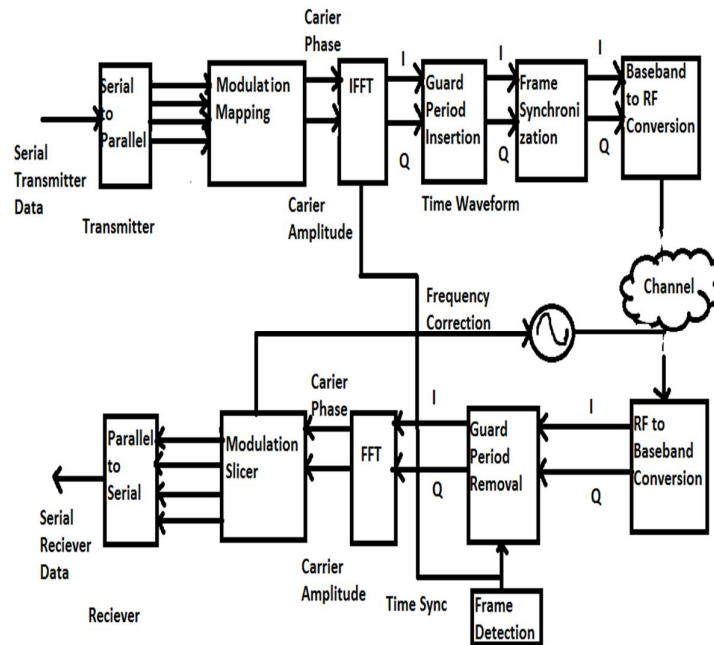 Carier
Phase
I
I
I
Serial
to
Parallel
Modulation
Mapping
IFFT
Guard
Period
Insertion
Frame
Synchroni
zation
Baseband
to RF
Conversion
Q
Q
Q
Serial
Transmitter
Data
Transmitter
Carier
Amplitude
Time Waveform
Channel
Frequency
Correction
Carier
Phase
I
I
Parallel
to
Serial
Modulation
Slicer
FFT
Guard
Period
Removal
RF to
Baseband
Conversion
Q
Q
Serial
Reciever
Data
Reciever
Carrier
Amplitude
Time Sync
Frame
Detection